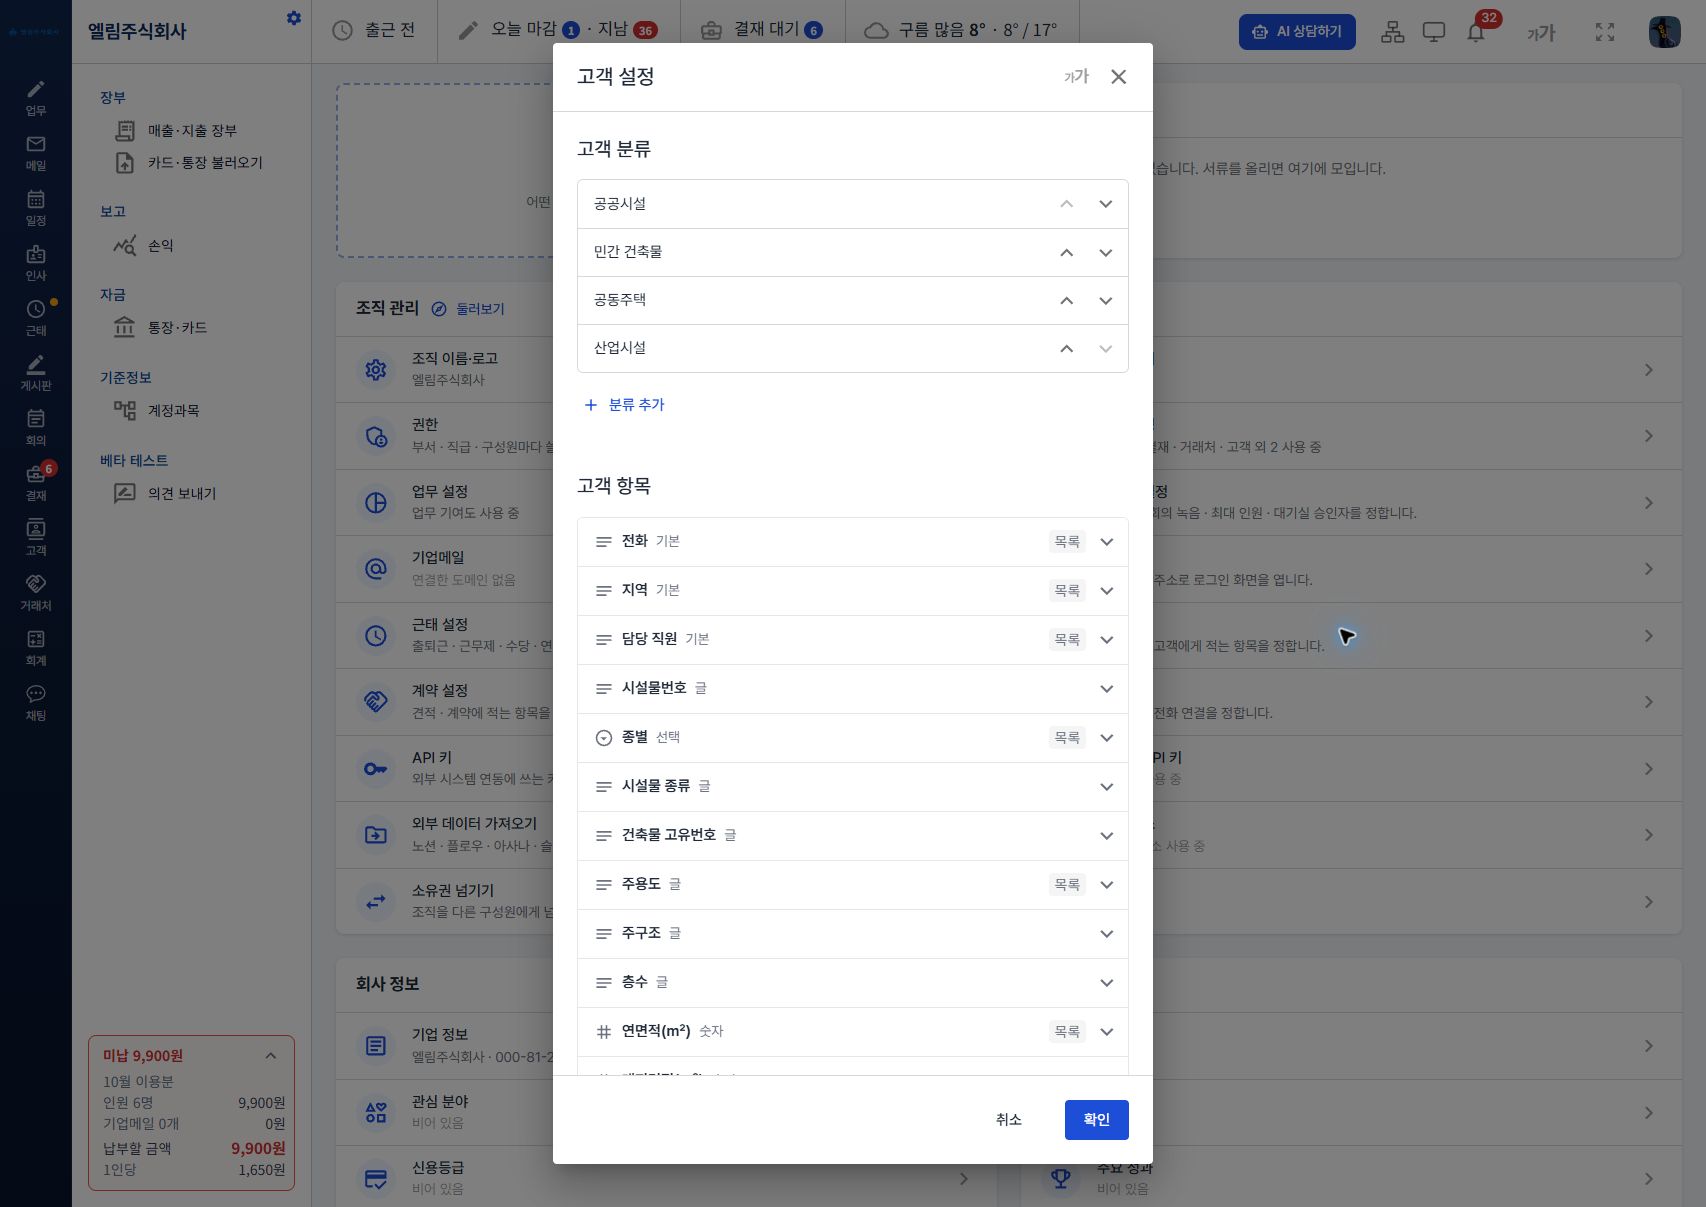 엘림주식회사
출근 전
오늘 마감 1 · 지남 36
결재 대기 6
구름 많음 8° · 8° / 17°
AI 상담하기
32
가가
업무
메일
일정
인사
근태
게시판
회의
결재
6
고객
거래처
회계
채팅
장부
매출·지출 장부
카드·통장 불러오기
보고
손익
자금
통장·카드
기준정보
계정과목
베타 테스트
의견 보내기
미납 9,900원
10월 이용분
인원 6명 9,900원
기업메일 0개 0원
납부할 금액 9,900원
1인당 1,650원
어떤
습니다. 서류를 올리면 여기에 모입니다.
조직 관리 둘러보기
조직 이름·로고
엘림주식회사
권한
부서 · 직급 · 구성원마다
업무 설정
업무 기여도 사용 중
기업메일
연결한 도메인 없음
근태 설정
출퇴근 · 근무제 · 수당 · 연
계약 설정
견적 · 계약에 적는 항목을
API 키
외부 시스템 연동에 쓰는
외부 데이터 가져오기
노션 · 플로우 · 아사나 · 슬
소유권 넘기기
조직을 다른 구성원에게 넘
결재 · 거래처 · 고객 외 2 사용 중
설정
회의 녹음 · 최대 인원 · 대기실 승인자를 정합니다.
주소로 로그인 화면을 엽니다.
고객에게 적는 항목을 정합니다.
전화 연결을 정합니다.
PI 키
용 중
소 사용 중
회사 정보
기업 정보
엘림주식회사 · 000-81-2
관심 분야
비어 있음
신용등급
비어 있음
주요 성과
비어 있음
고객 설정
가가
고객 분류
공공시설
민간 건축물
공동주택
산업시설
분류 추가
고객 항목
전화 기본 목록
지역 기본 목록
담당 직원 기본 목록
시설물번호 글
종별 선택 목록
시설물 종류 글
건축물 고유번호 글
주용도 글 목록
주구조 글
층수 글
연면적(m²) 숫자 목록
취소
확인